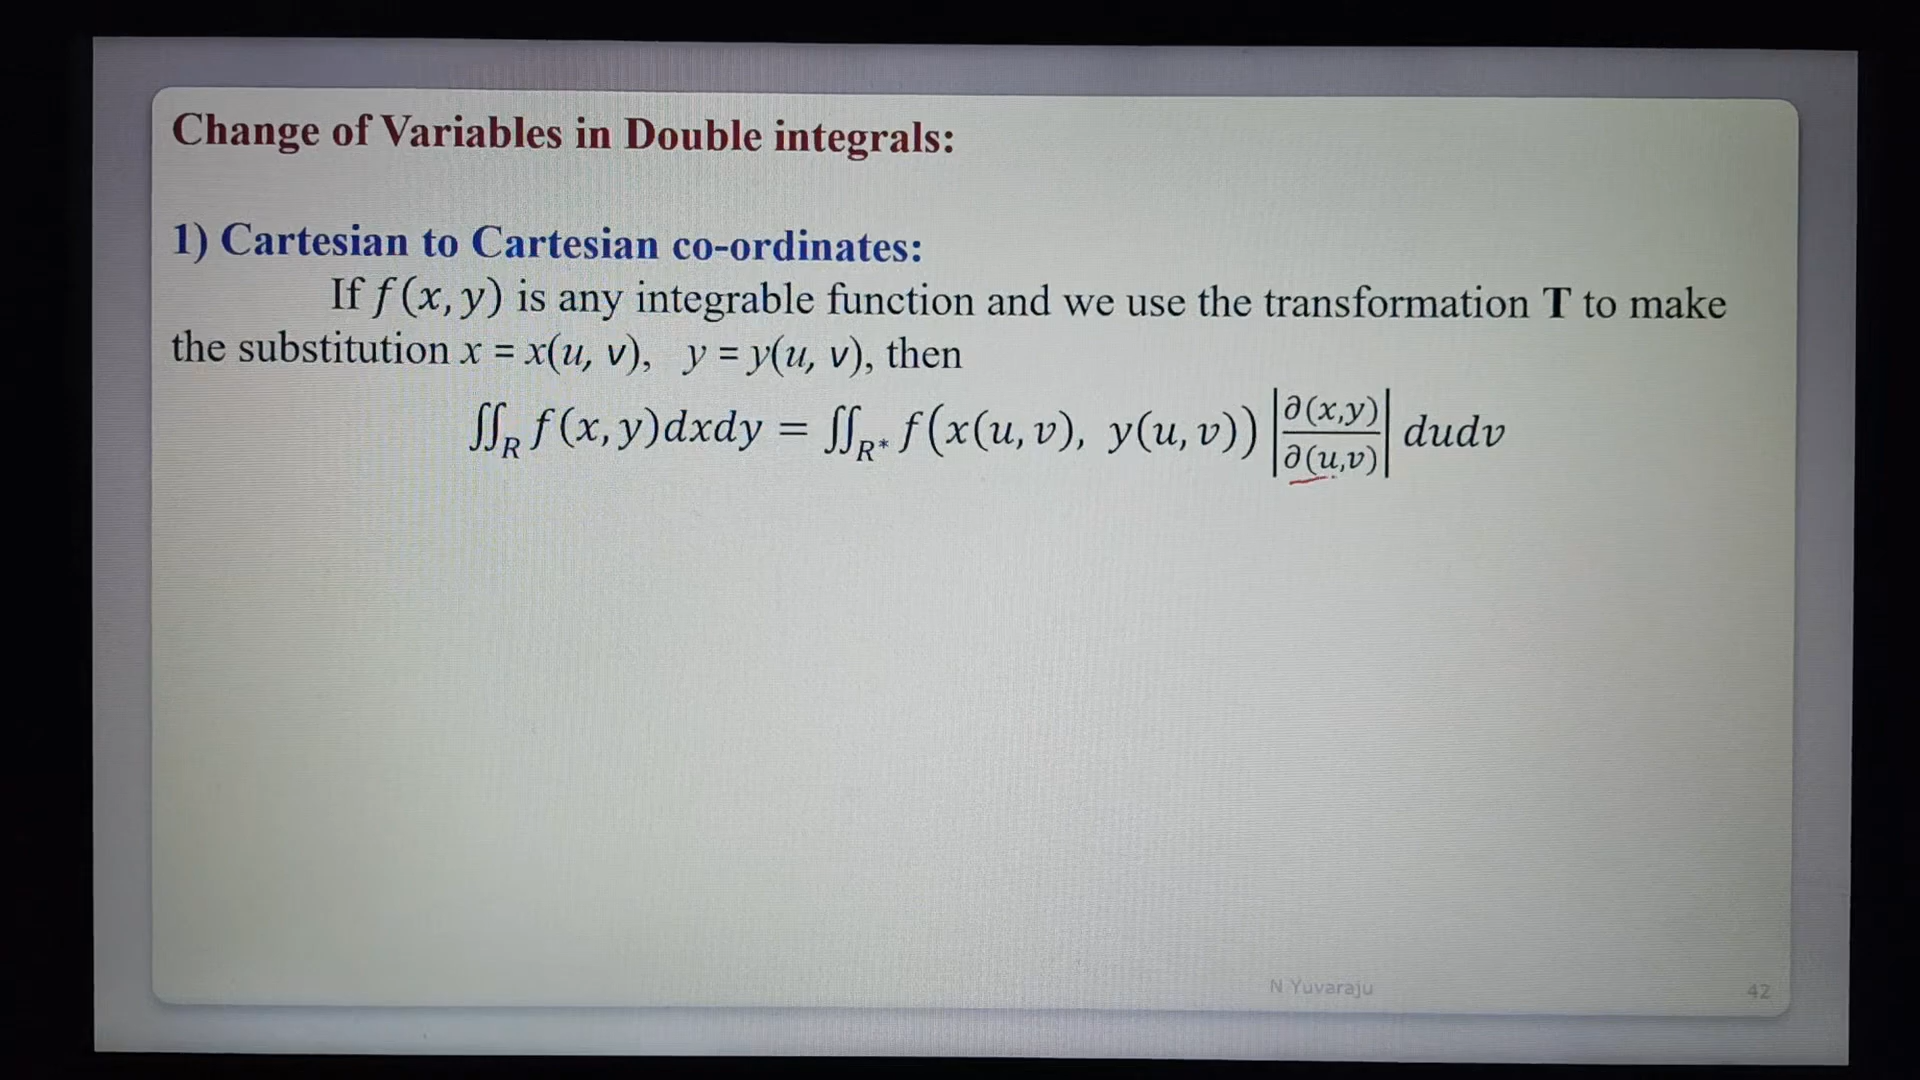 Change of Variables in Double integrals:
1) Cartesian to Cartesian co-ordinates:
If f(x, y) is any integrable function and we use the transformation T to make
the substitution x = x(u, v), y = y(u, v), then
∬_R f(x, y)dxdy = ∬_{R*} f(x(u, v), y(u, v)) |∂(x,y)/∂(u,v)| dudv
N Yuvaraju
42